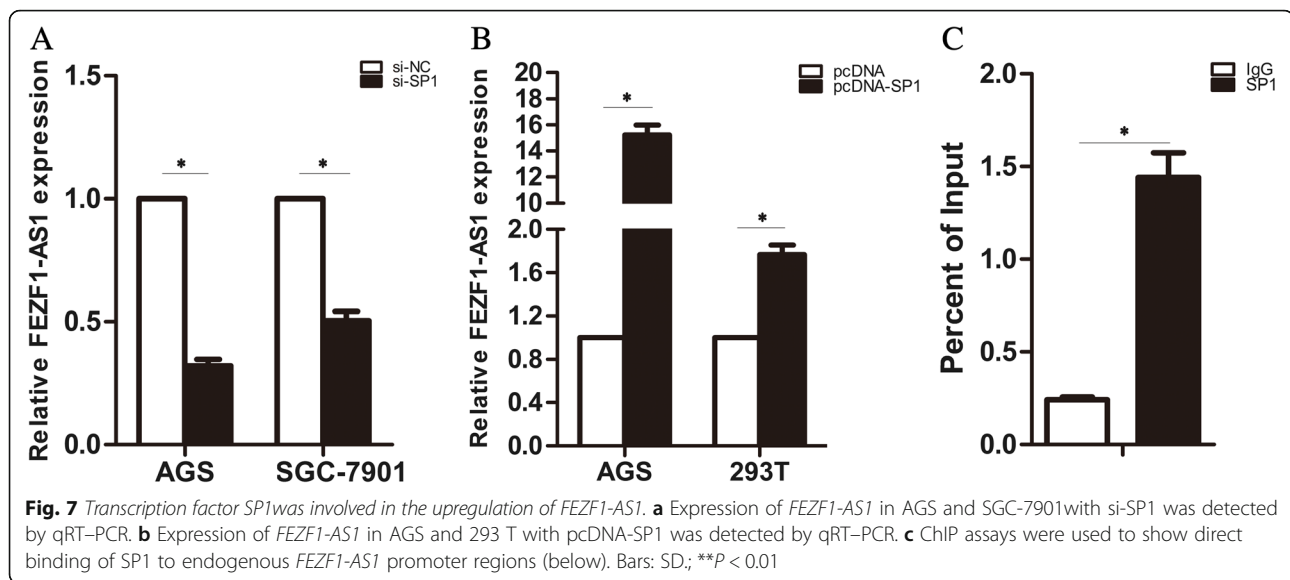 A
si-NC
si-SP1
Relative FEZF1-AS1 expression
1.5
1.0
0.5
0.0
*
*
AGS
SGC-7901
B
pcDNA
pcDNA-SP1
Relative FEZF1-AS1 expression
20
18
16
14
12
10
2.0
1.6
1.2
0.8
0.4
0.0
*
*
AGS
293T
C
IgG
SP1
Percent of Input
2.0
1.5
1.0
0.5
0.0
*
Fig. 7 Transcription factor SP1was involved in the upregulation of FEZF1-AS1. a Expression of FEZF1-AS1 in AGS and SGC-7901with si-SP1 was detected
by qRT–PCR. b Expression of FEZF1-AS1 in AGS and 293 T with pcDNA-SP1 was detected by qRT–PCR. c ChIP assays were used to show direct
binding of SP1 to endogenous FEZF1-AS1 promoter regions (below). Bars: SD.; **P < 0.01